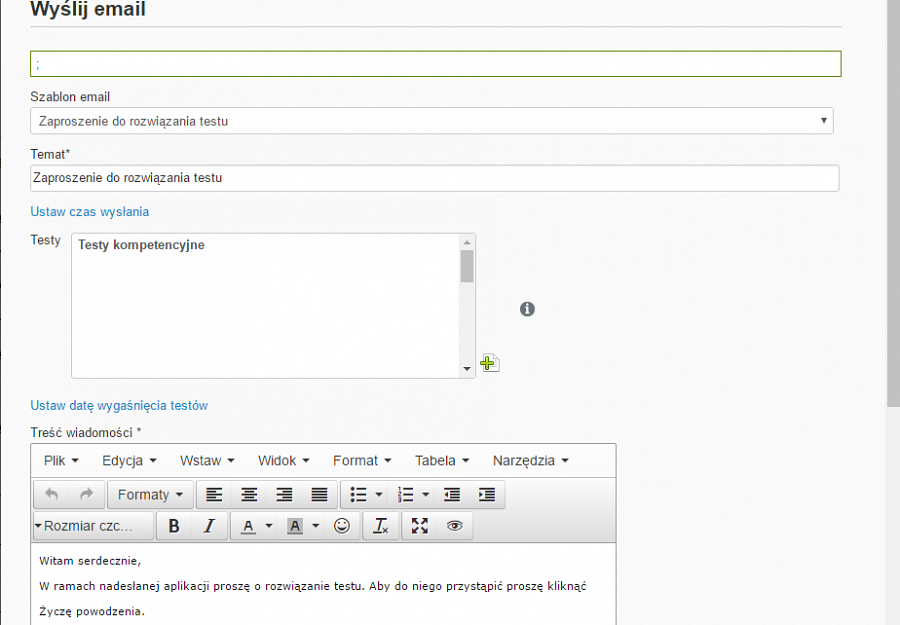 Wyślij email
;
Szablon email
Zaproszenie do rozwiązania testu
Temat*
Zaproszenie do rozwiązania testu
Ustaw czas wysłania
Testy
Testy kompetencyjne
Ustaw datę wygaśnięcia testów
Treść wiadomości *
Plik Edycja Wstaw Widok Format Tabela Narzędzia
Formaty
Rozmiar czc... B I A A
Witam serdecznie,
W ramach nadesłanej aplikacji proszę o rozwiązanie testu. Aby do niego przystąpić proszę kliknąć
Życzę powodzenia.